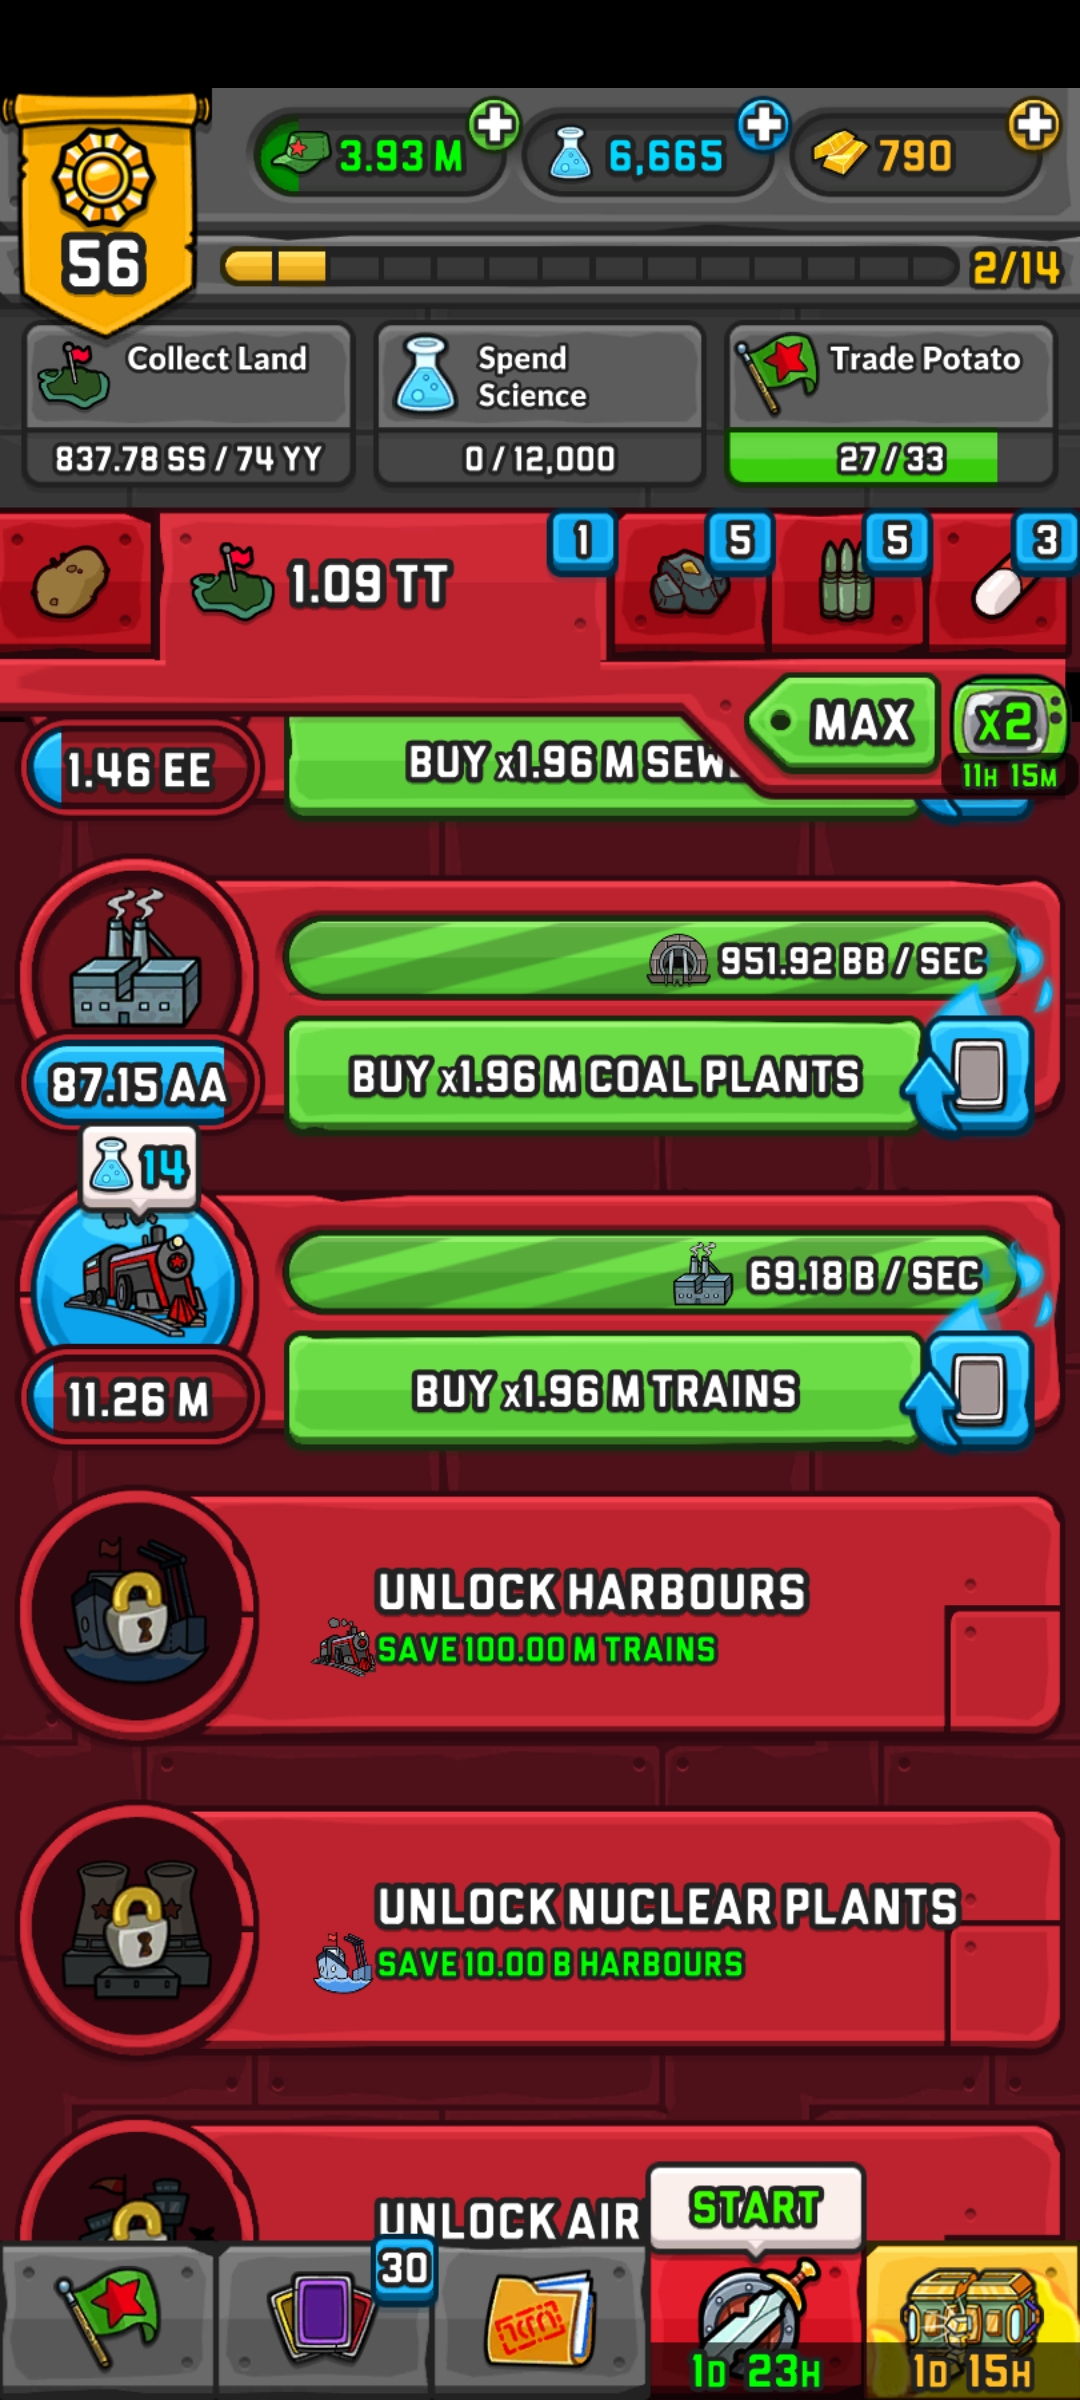 56
3.93 M
6,665
790
2/14
Collect Land
837.78 SS / 74 YY
Spend
Science
0 / 12,000
Trade Potato
27 / 33
1.09 TT
1
5
5
3
MAX
x2
11H 15M
1.46 EE
BUY x1.96 M SEW
951.92 BB / SEC
87.15 AA
BUY x1.96 M COAL PLANTS
14
69.18 B / SEC
11.26 M
BUY x1.96 M TRAINS
UNLOCK HARBOURS
SAVE 100.00 M TRAINS
UNLOCK NUCLEAR PLANTS
SAVE 10.00 B HARBOURS
UNLOCK AIR
START
30
1D 23H
1D 15H